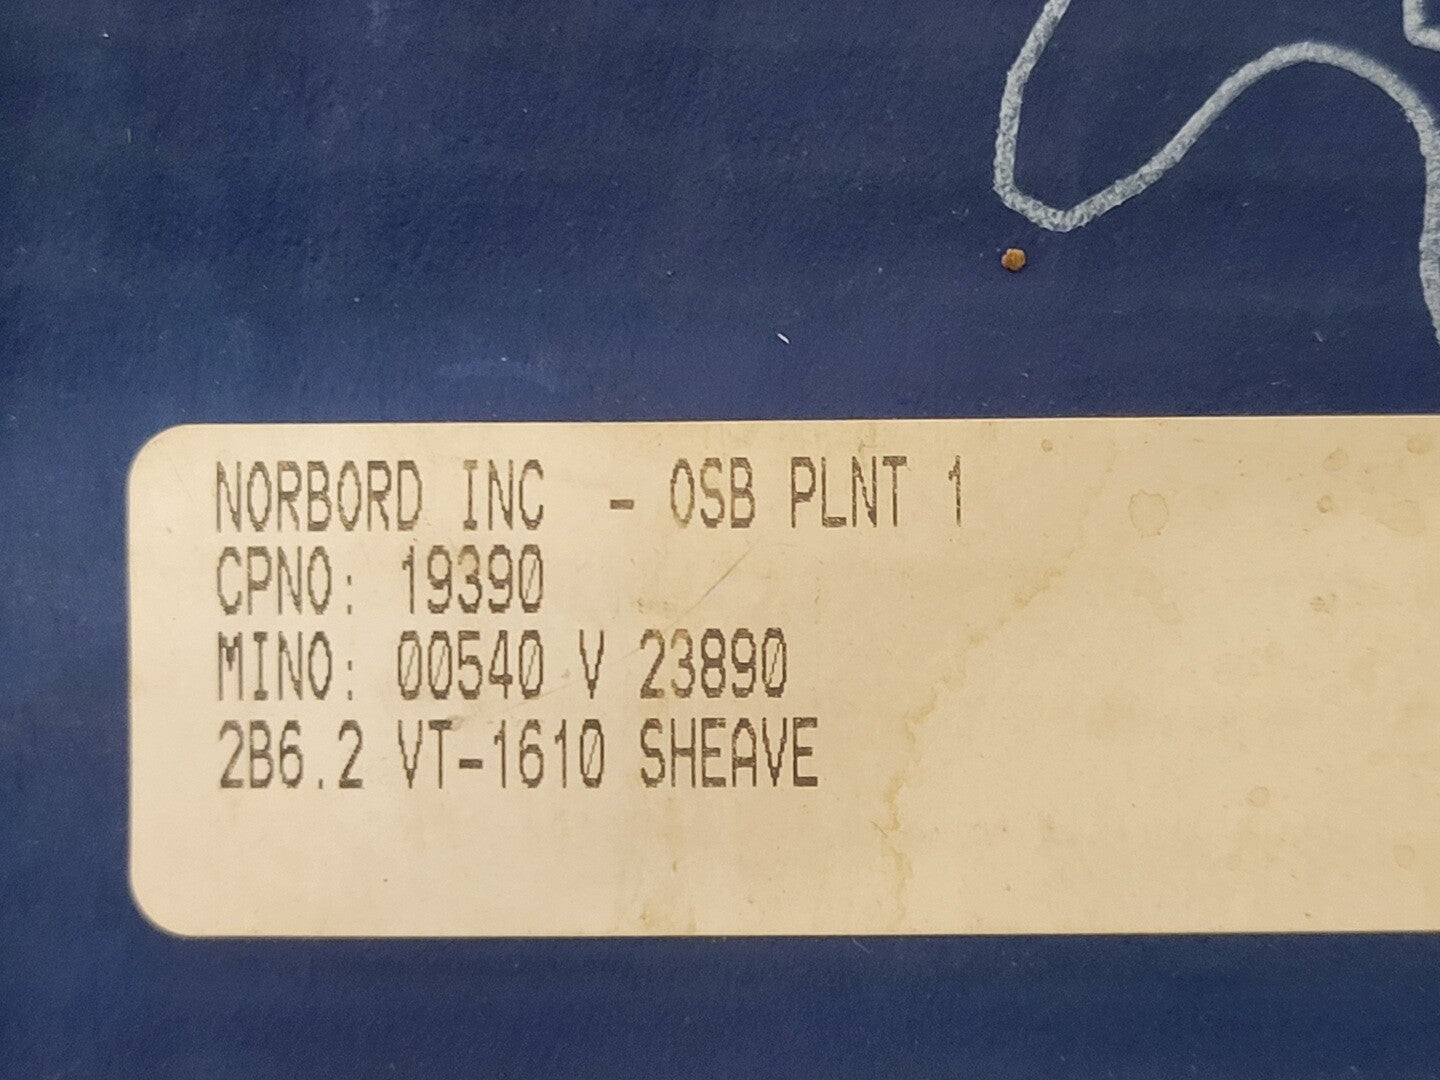 NORBORD INC - OSB PLNT 1
CPNO: 19390
MINO: 00540 V 23890
2B6.2 VT-1610 SHEAVE